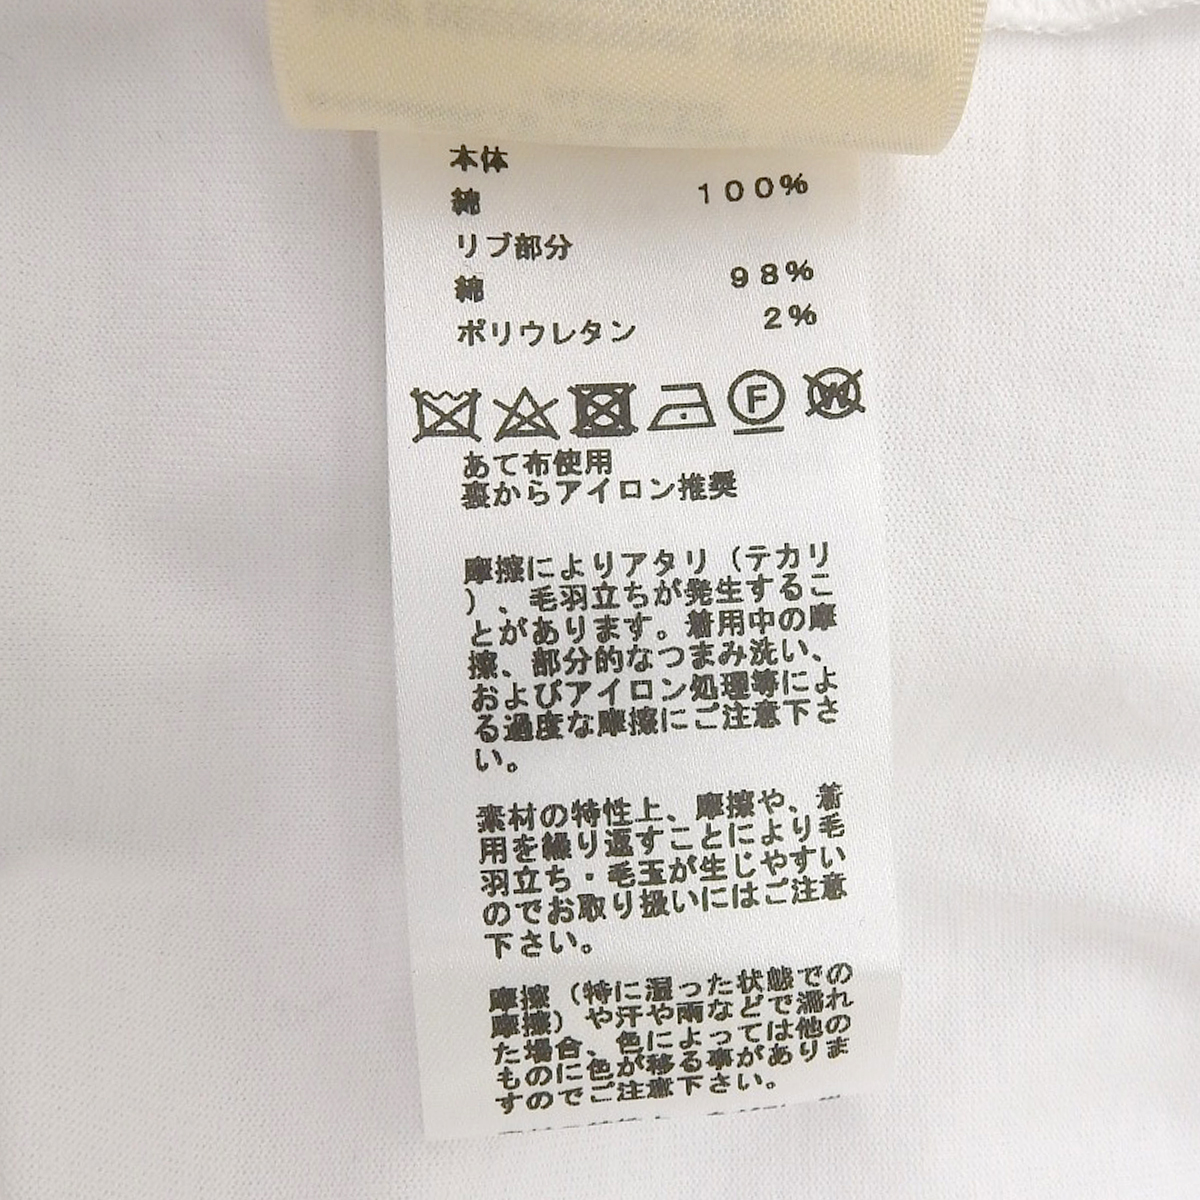 本体
綿 100%
リブ部分
綿 98%
ポリウレタン 2%
F W
あて布使用
裏からアイロン推奨
摩擦によりアタリ（テカリ
）、毛羽立ちが発生するこ
とがあります。着用中の摩
擦、部分的なつまみ洗い、
およびアイロン処理等によ
る過度な摩擦にご注意下さ
い。
素材の特性上、摩擦や、着
用を繰り返すことにより毛
羽立ち・毛玉が生じやすい
のでお取り扱いにはご注意
下さい。
摩擦（特に湿った状態での
摩擦）や汗や雨などで濡れ
た場合、色によっては他の
ものに色が移る事がありま
すのでご注意下さい。